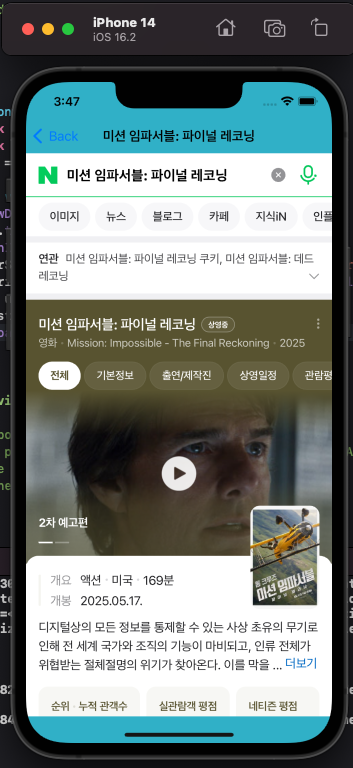 iPhone 14
iOS 16.2
3:47
Back
미션 임파서블: 파이널 레코닝
N 미션 임파서블: 파이널 레코닝
이미지 뉴스 블로그 카페 지식iN 인플
연관 미션 임파서블: 파이널 레코닝 쿠키, 미션 임파서블: 데드
레코닝
미션 임파서블: 파이널 레코닝 상영중
영화 · Mission: Impossible - The Final Reckoning · 2025
전체 기본정보 출연/제작진 상영일정 관람평
2차 예고편
톰 크루즈
미션 임파서블
개요 액션 · 미국 · 169분
개봉 2025.05.17.
디지털상의 모든 정보를 통제할 수 있는 사상 초유의 무기로
인해 전 세계 국가와 조직의 기능이 마비되고, 인류 전체가
위협받는 절체절명의 위기가 찾아온다. 이를 막을 ... 더보기
순위 · 누적 관객수 실관람객 평점 네티즌 평점